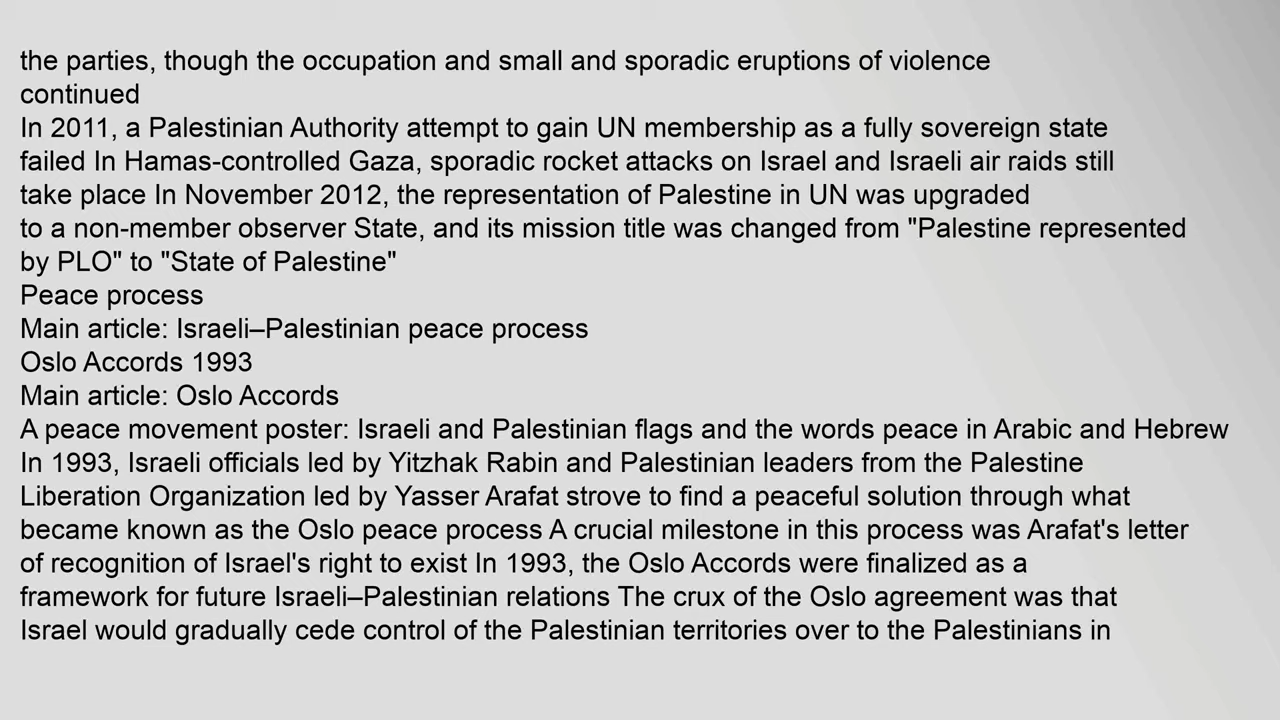 the parties, though the occupation and small and sporadic eruptions of violence
continued
In 2011, a Palestinian Authority attempt to gain UN membership as a fully sovereign state
failed In Hamas-controlled Gaza, sporadic rocket attacks on Israel and Israeli air raids still
take place In November 2012, the representation of Palestine in UN was upgraded
to a non-member observer State, and its mission title was changed from "Palestine represented
by PLO" to "State of Palestine"
Peace process
Main article: Israeli–Palestinian peace process
Oslo Accords 1993
Main article: Oslo Accords
A peace movement poster: Israeli and Palestinian flags and the words peace in Arabic and Hebrew
In 1993, Israeli officials led by Yitzhak Rabin and Palestinian leaders from the Palestine
Liberation Organization led by Yasser Arafat strove to find a peaceful solution through what
became known as the Oslo peace process A crucial milestone in this process was Arafat's letter
of recognition of Israel's right to exist In 1993, the Oslo Accords were finalized as a
framework for future Israeli–Palestinian relations The crux of the Oslo agreement was that
Israel would gradually cede control of the Palestinian territories over to the Palestinians in